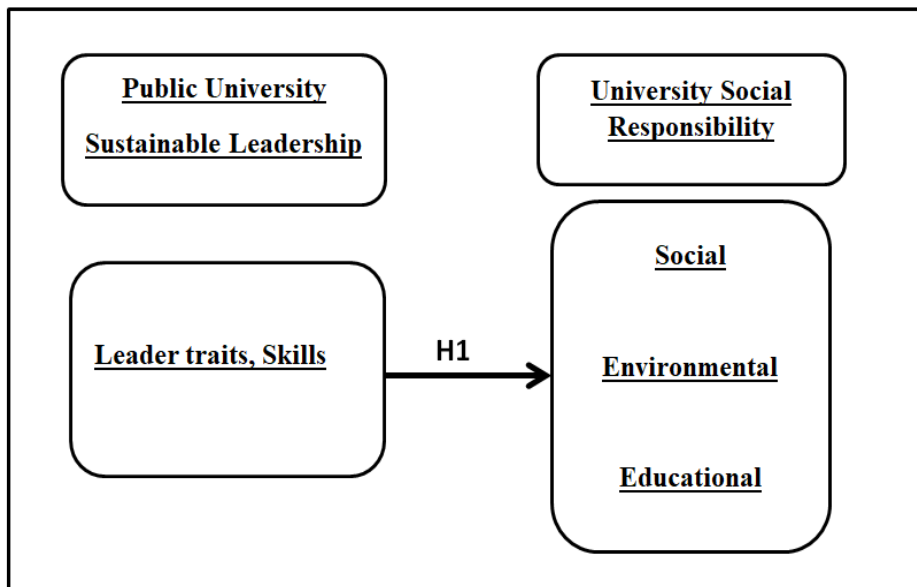 Public University
Sustainable Leadership
University Social
Responsibility
Leader traits, Skills
H1
Social
Environmental
Educational